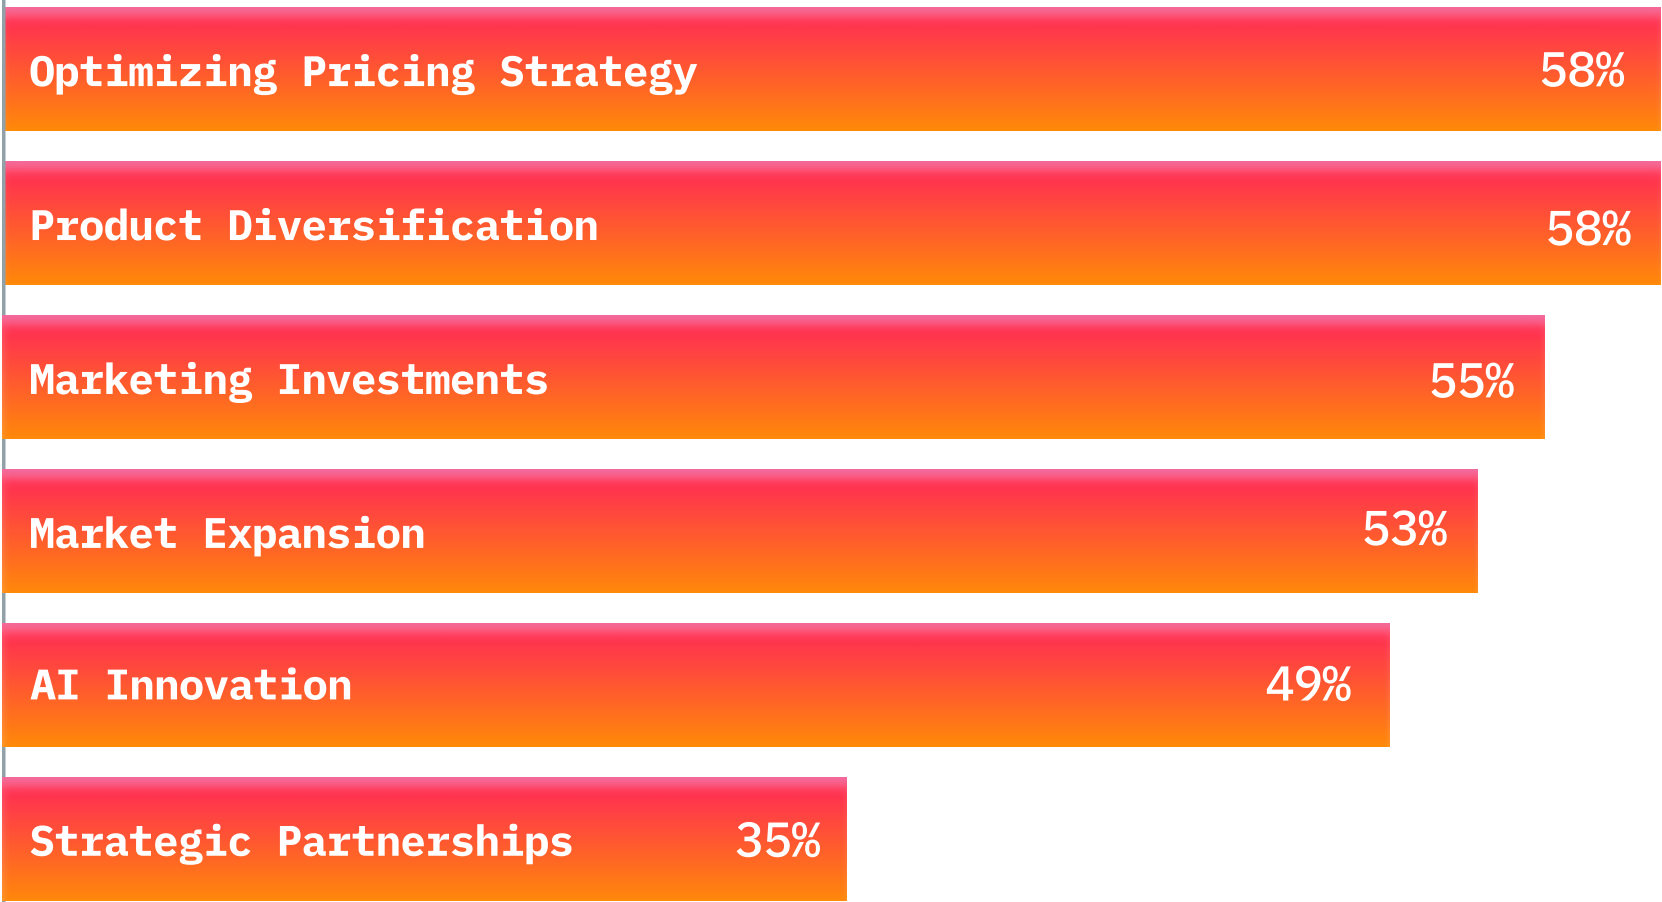 Optimizing Pricing Strategy 58%
Product Diversification 58%
Marketing Investments 55%
Market Expansion 53%
AI Innovation 49%
Strategic Partnerships 35%